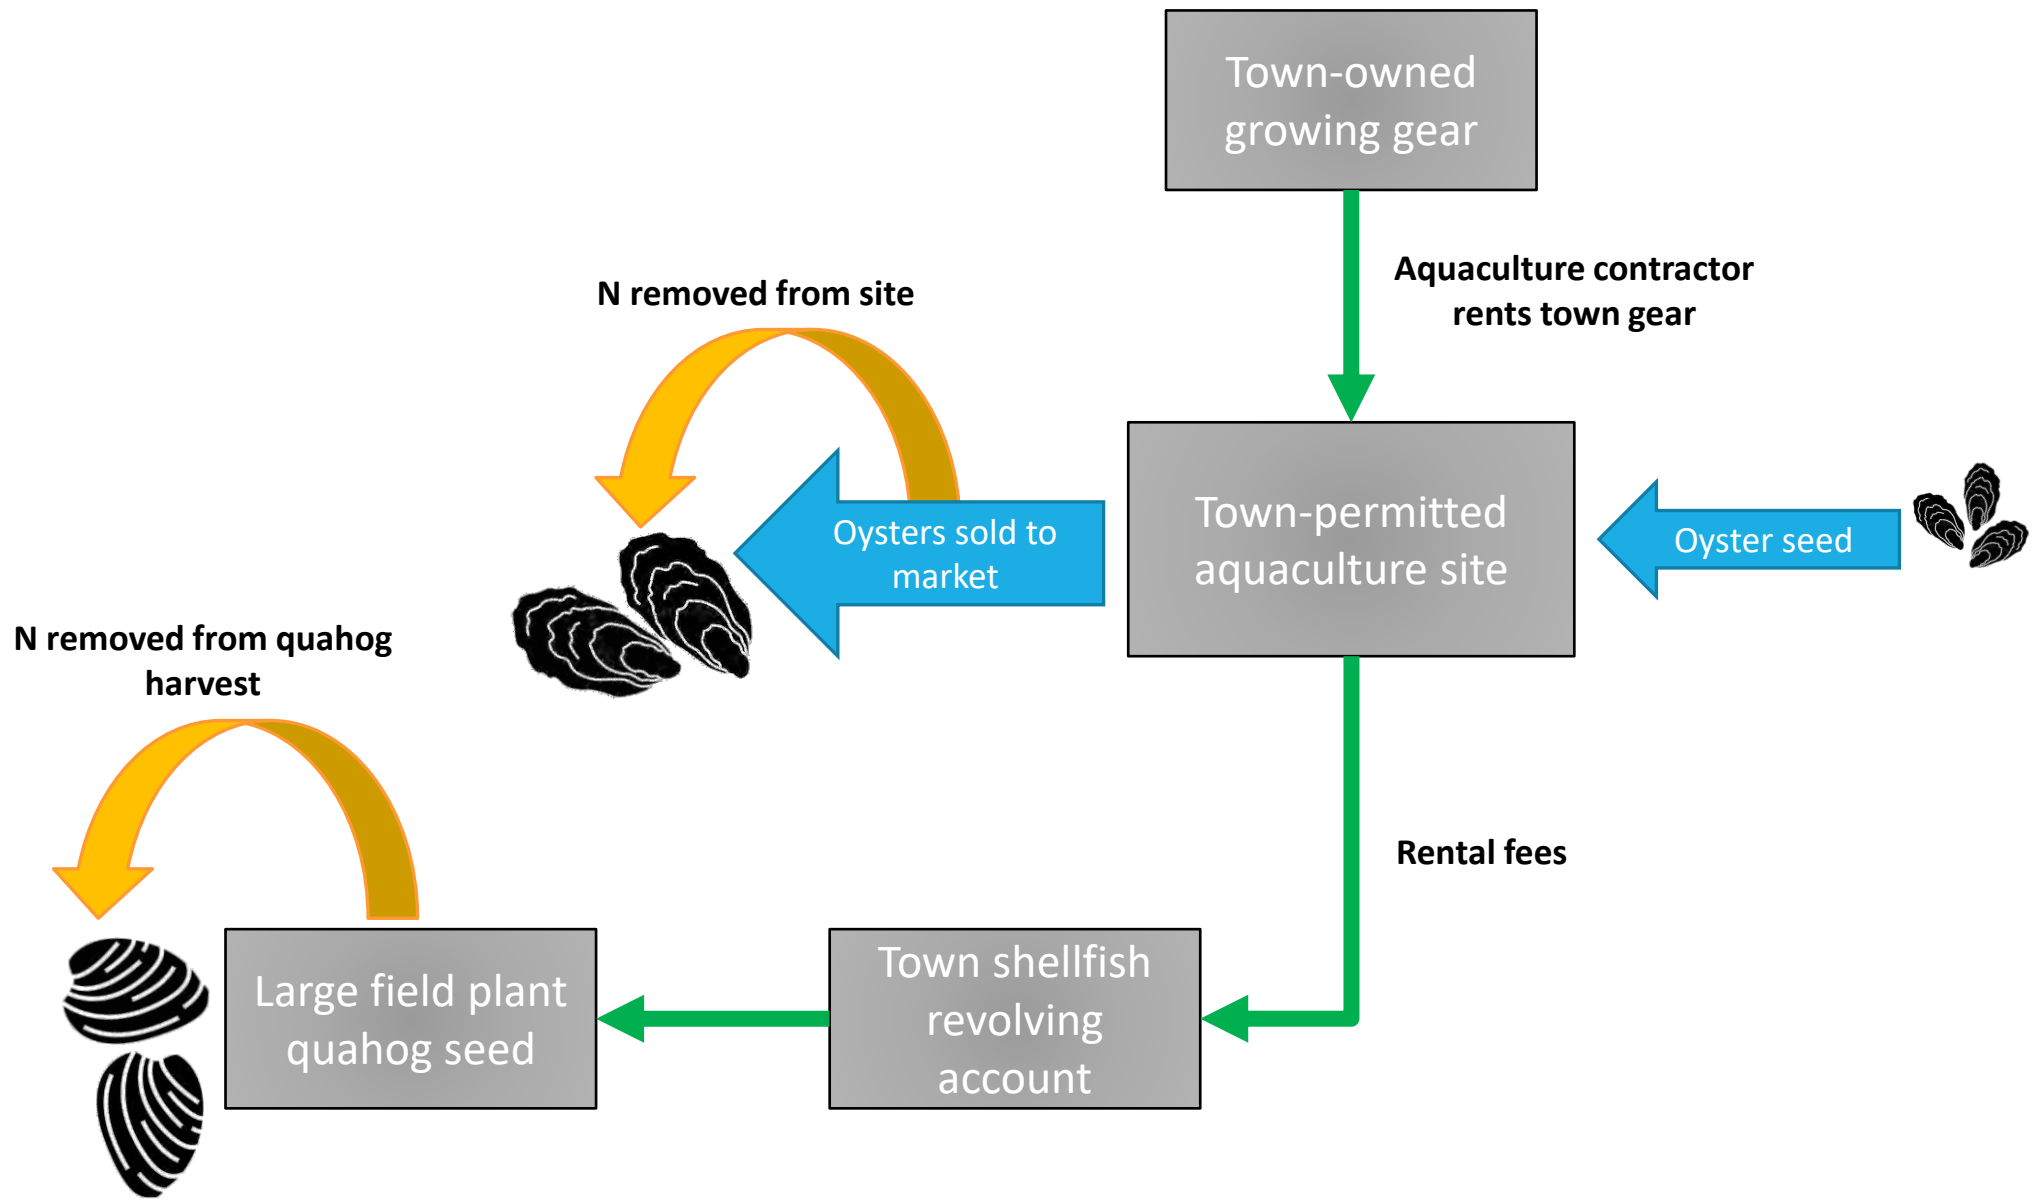 Town-owned
growing gear
Aquaculture contractor
rents town gear
N removed from site
Oysters sold to
market
Town-permitted
aquaculture site
Oyster seed
N removed from quahog
harvest
Rental fees
Large field plant
quahog seed
Town shellfish
revolving
account